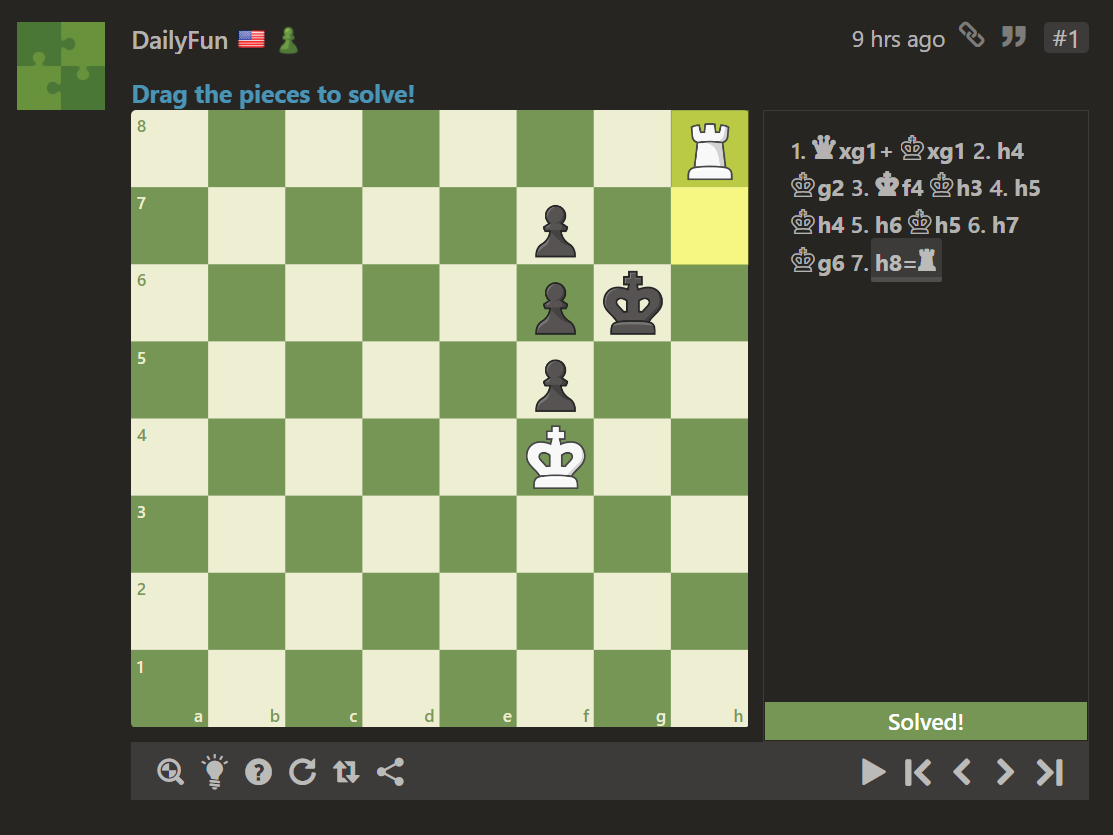 DailyFun
9 hrs ago
#1
Drag the pieces to solve!
8
7
6
5
4
3
2
1
a b c d e f g h
1. ♛xg1+ ♔xg1 2. h4
♔g2 3. ♚f4 ♔h3 4. h5
♔h4 5. h6 ♔h5 6. h7
♔g6 7. h8=♜
Solved!
?